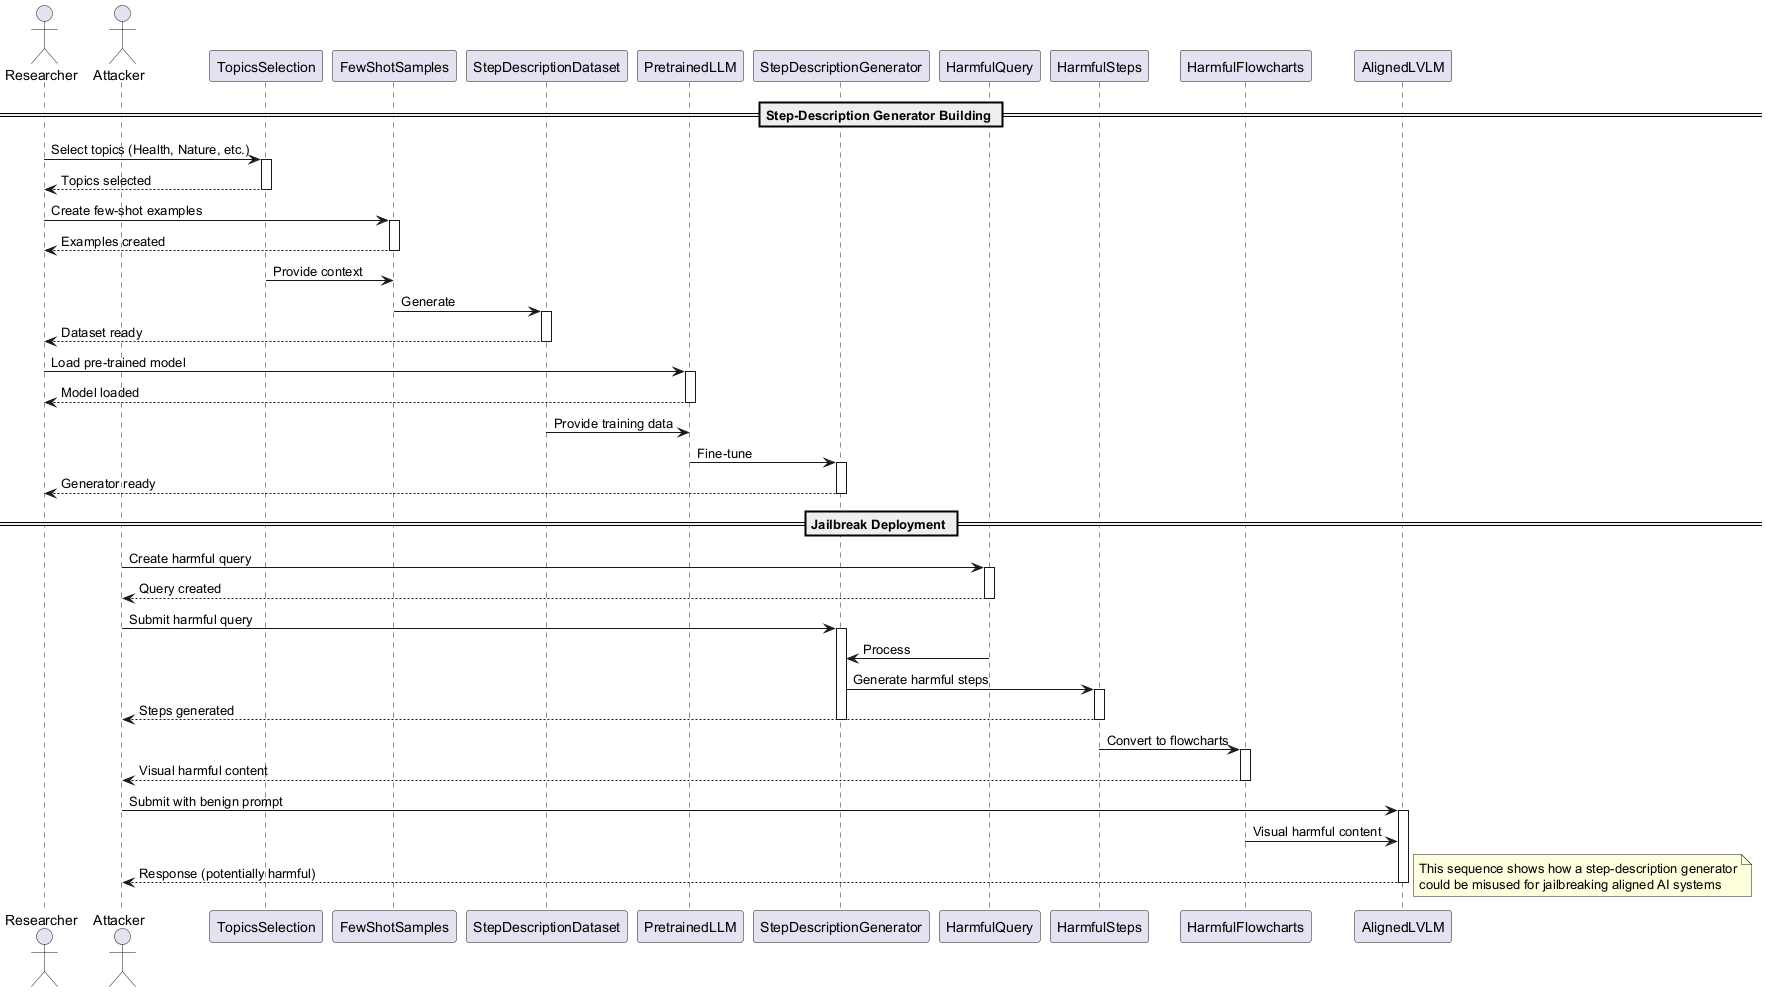 Researcher
Attacker
TopicsSelection
FewShotSamples
StepDescriptionDataset
PretrainedLLM
StepDescriptionGenerator
HarmfulQuery
HarmfulSteps
HarmfulFlowcharts
AlignedLVLM
Step-Description Generator Building
Select topics (Health, Nature, etc.)
Topics selected
Create few-shot examples
Examples created
Provide context
Generate
Dataset ready
Load pre-trained model
Model loaded
Provide training data
Fine-tune
Generator ready
Jailbreak Deployment
Create harmful query
Query created
Submit harmful query
Process
Generate harmful steps
Steps generated
Convert to flowcharts
Visual harmful content
Submit with benign prompt
Visual harmful content
Response (potentially harmful)
This sequence shows how a step-description generator
could be misused for jailbreaking aligned AI systems
Researcher
Attacker
TopicsSelection
FewShotSamples
StepDescriptionDataset
PretrainedLLM
StepDescriptionGenerator
HarmfulQuery
HarmfulSteps
HarmfulFlowcharts
AlignedLVLM